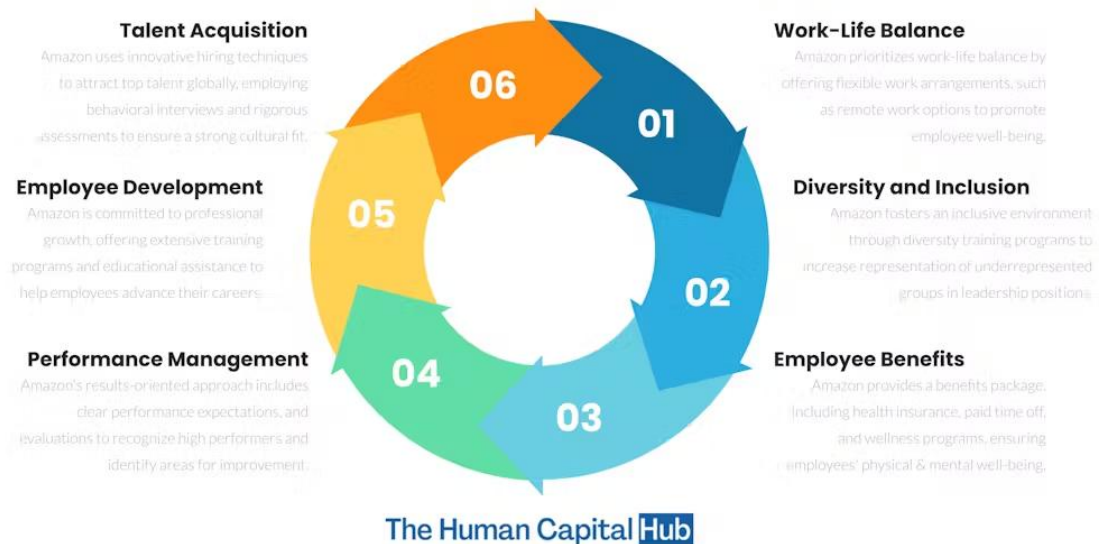 Talent Acquisition
Amazon uses innovative hiring techniques
to attract top talent globally, employing
behavioral interviews and rigorous
assessments to ensure a strong cultural fit.
Employee Development
Amazon is committed to professional
growth, offering extensive training
programs and educational assistance to
help employees advance their careers.
Performance Management
Amazon's results-oriented approach includes
clear performance expectations, and
evaluations to recognize high performers and
identify areas for improvement.
06
01
05
02
04
03
Work-Life Balance
Amazon prioritizes work-life balance by
offering flexible work arrangements, such
as remote work options to promote
employee well-being.
Diversity and Inclusion
Amazon fosters an inclusive environment
through diversity training programs to
increase representation of underrepresented
groups in leadership positions.
Employee Benefits
Amazon provides a benefits package,
including health insurance, paid time off,
and wellness programs, ensuring
employees' physical & mental well-being.
The Human Capital Hub